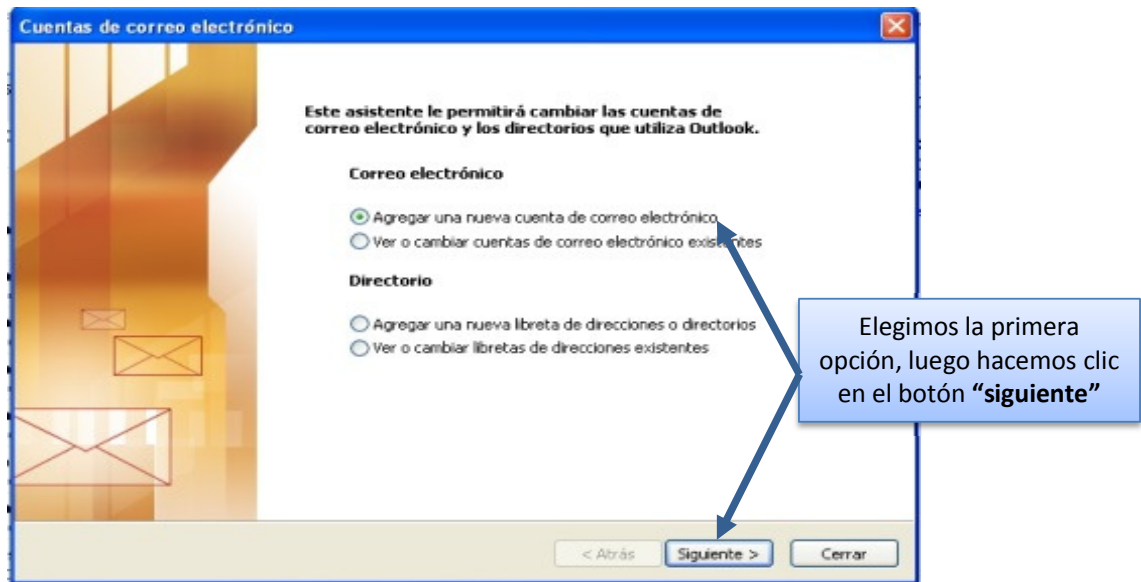 Cuentas de correo electrónico
Este asistente le permitirá cambiar las cuentas de
correo electrónico y los directorios que utiliza Outlook.
Correo electrónico
Agregar una nueva cuenta de correo electrónico
Ver o cambiar cuentas de correo electrónico existentes
Directorio
Agregar una nueva libreta de direcciones o directorios
Ver o cambiar libretas de direcciones existentes
Elegimos la primera
opción, luego hacemos clic
en el botón “siguiente”
< Atrás Siguiente > Cerrar